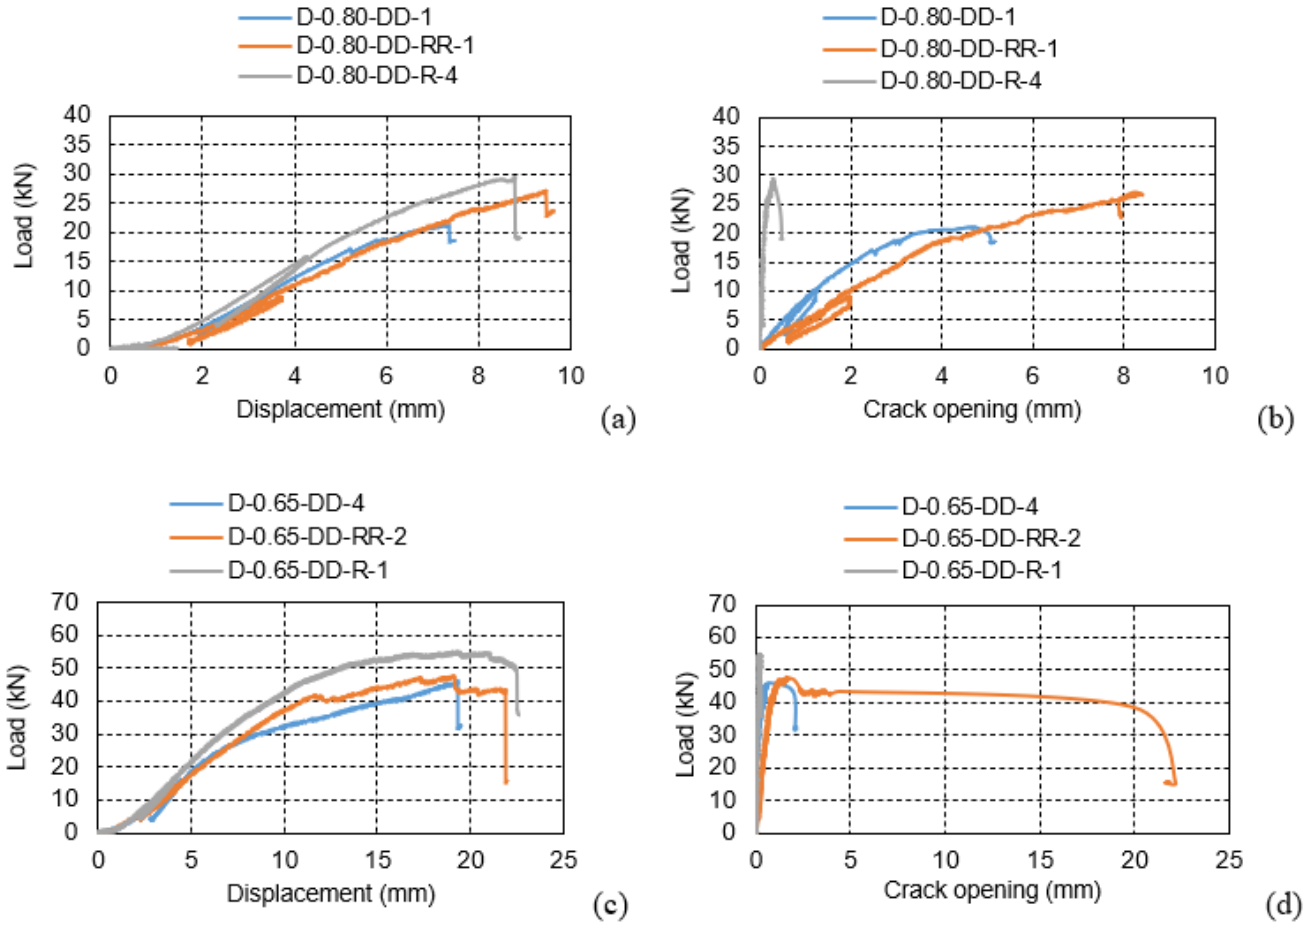 D-0.80-DD-1
D-0.80-DD-RR-1
D-0.80-DD-R-4
40
35
30
25
20
15
10
5
0
Load (kN)
0 2 4 6 8 10
Displacement (mm)
(a)
D-0.80-DD-1
D-0.80-DD-RR-1
D-0.80-DD-R-4
40
35
30
25
20
15
10
5
0
Load (kN)
0 2 4 6 8 10
Crack opening (mm)
(b)
D-0.65-DD-4
D-0.65-DD-RR-2
D-0.65-DD-R-1
70
60
50
40
30
20
10
0
Load (kN)
0 5 10 15 20 25
Displacement (mm)
(c)
D-0.65-DD-4
D-0.65-DD-RR-2
D-0.65-DD-R-1
70
60
50
40
30
20
10
0
Load (kN)
0 5 10 15 20 25
Crack opening (mm)
(d)